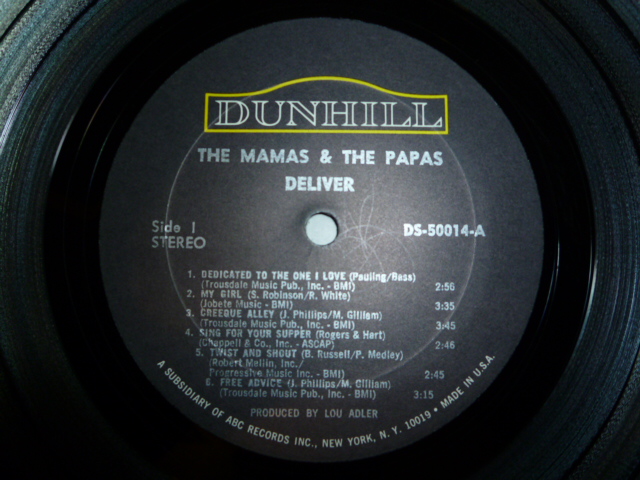 DUNHILL
THE MAMAS & THE PAPAS
DELIVER
Side 1
STEREO
DS-50014-A
1. DEDICATED TO THE ONE I LOVE (Pauling/Bass)
(Trousdale Music Pub., Inc. - BMI) 2:56
2. MY GIRL (S. Robinson/R. White)
(Jobete Music - BMI) 3:35
3. CREEQUE ALLEY (J. Phillips/M. Gilliam)
(Trousdale Music Pub., Inc. - BMI) 3:45
4. SING FOR YOUR SUPPER (Rogers & Hart)
(Chappell & Co., Inc. - ASCAP) 2:46
5. TWIST AND SHOUT (B. Russell/P. Medley)
(Robert Mellin, Inc./
Progressive Music Inc. - BMI) 2:45
6. FREE ADVICE (J. Phillips/M. Gilliam)
(Trousdale Music Pub., Inc. - BMI) 3:15
PRODUCED BY LOU ADLER
A SUBSIDIARY OF ABC RECORDS INC., NEW YORK, N. Y. 10019 • MADE IN U.S.A.